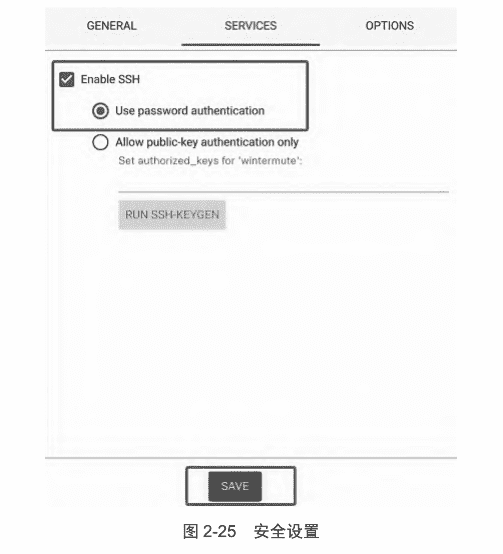 GENERAL SERVICES OPTIONS
Enable SSH
Use password authentication
Allow public-key authentication only
Set authorized_keys for 'wintermute':
RUN SSH-KEYGEN
SAVE
图 2-25 安全设置